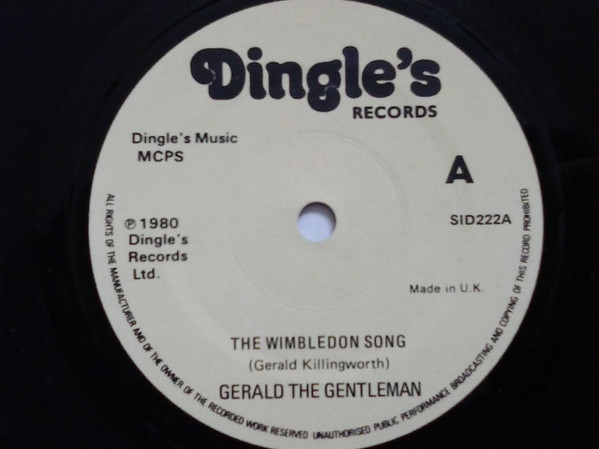 Dingle's
RECORDS
Dingle's Music
MCPS
A
℗ 1980
Dingle's
Records
Ltd.
SID222A
Made in U.K.
THE WIMBLEDON SONG
(Gerald Killingworth)
GERALD THE GENTLEMAN
ALL RIGHTS OF THE MANUFACTURER AND OF THE OWNER OF THE RECORDED WORK RESERVED UNAUTHORISED PUBLIC PERFORMANCE BROADCASTING AND COPYING OF THIS RECORD PROHIBITED